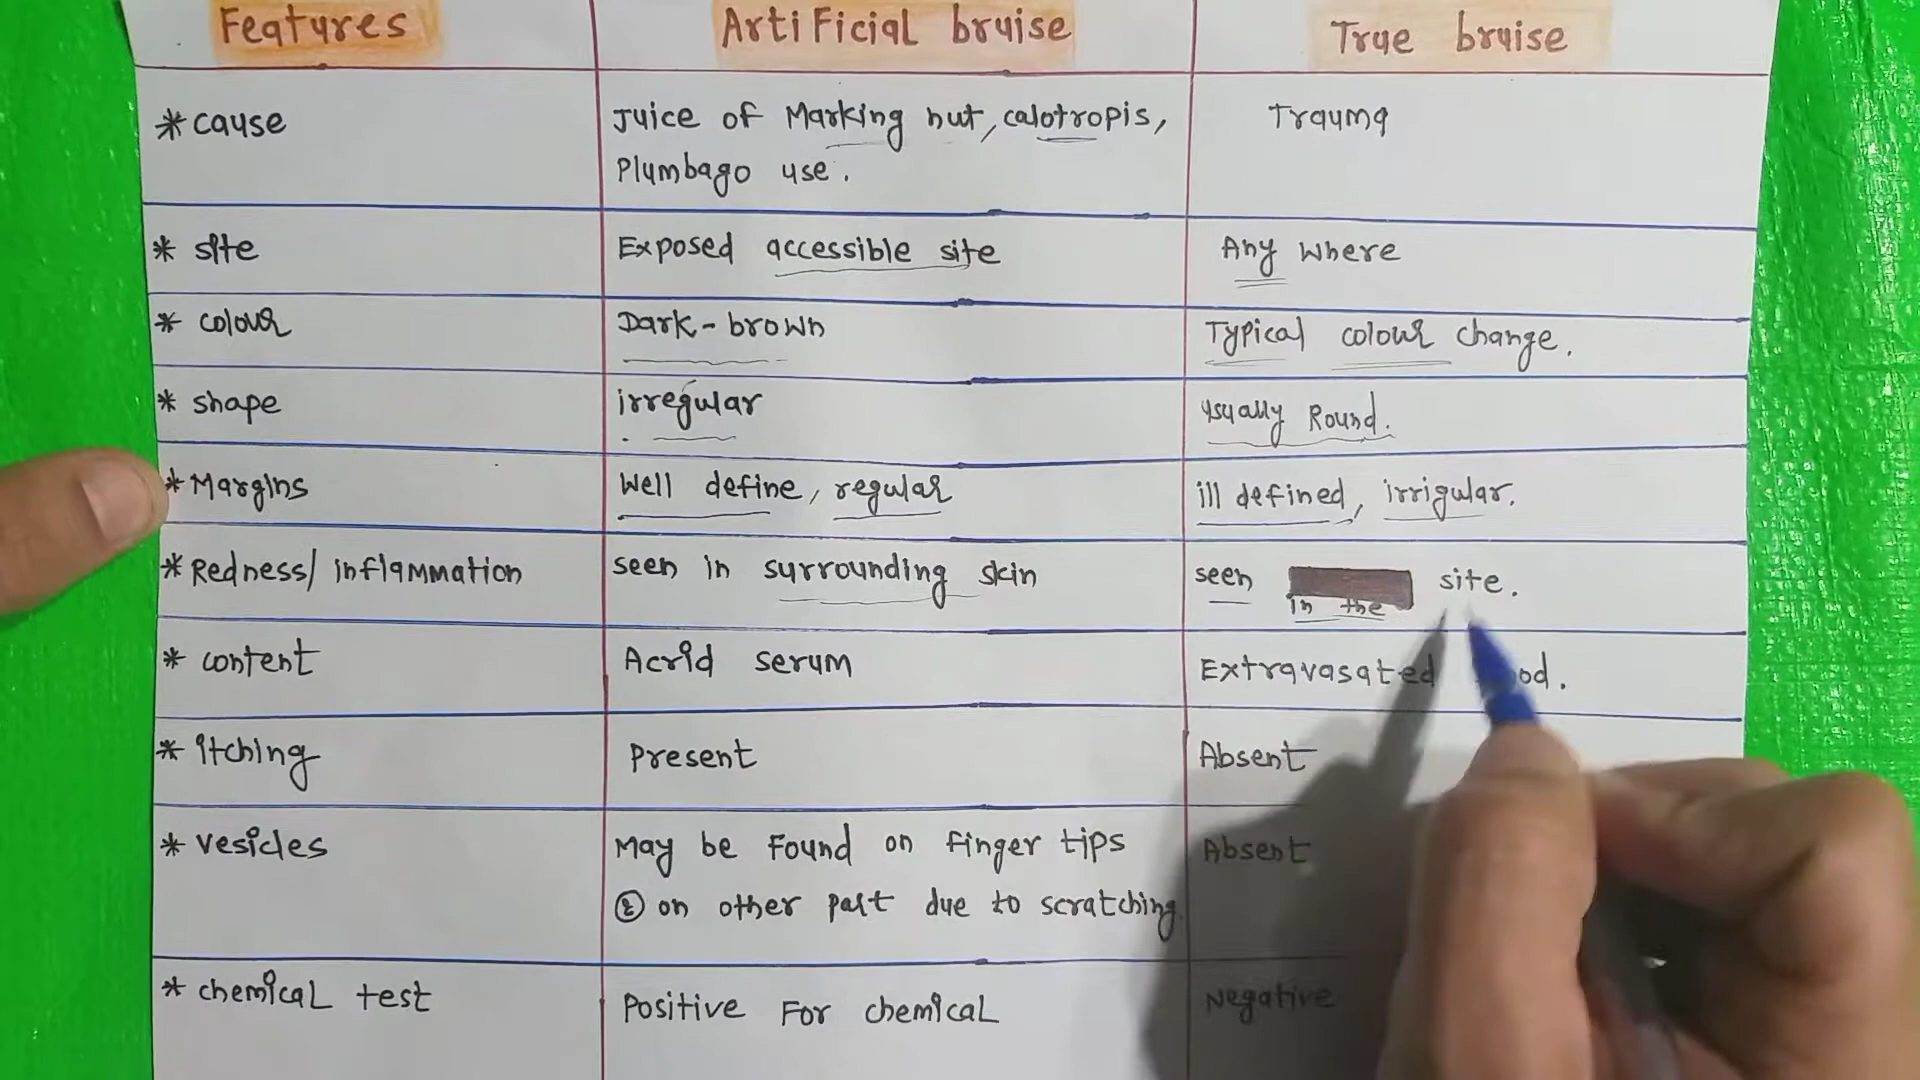 Features Artificial bruise True bruise
* cause Juice of Marking nut, calotropis, Trauma
Plumbago use.
* site Exposed accessible site Any where
* colour Dark-brown Typical colour change.
* shape irregular usually Round.
* Margins Well define, regular ill defined, irrigular.
* Redness/ inflammation seen in surrounding skin seen in the site.
* content Acrid serum Extravasated
* itching Present Absent
* vesicles May be Found on finger tips Absent
on other part due to scratching
* chemical test Positive For chemical Negative